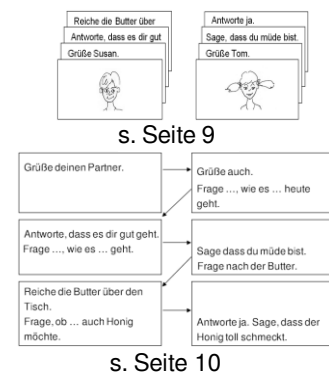 Reiche die Butter über
Antworte, dass es dir gut
Grüße Susan.
Antworte ja.
Sage, dass du müde bist.
Grüße Tom.
s. Seite 9
Grüße deinen Partner.
Grüße auch.
Frage ..., wie es ... heute
geht.
Antworte, dass es dir gut geht.
Frage ..., wie es ... geht.
Sage dass du müde bist.
Frage nach der Butter.
Reiche die Butter über den
Tisch.
Frage, ob ... auch Honig
möchte.
Antworte ja. Sage, dass der
Honig toll schmeckt.
s. Seite 10